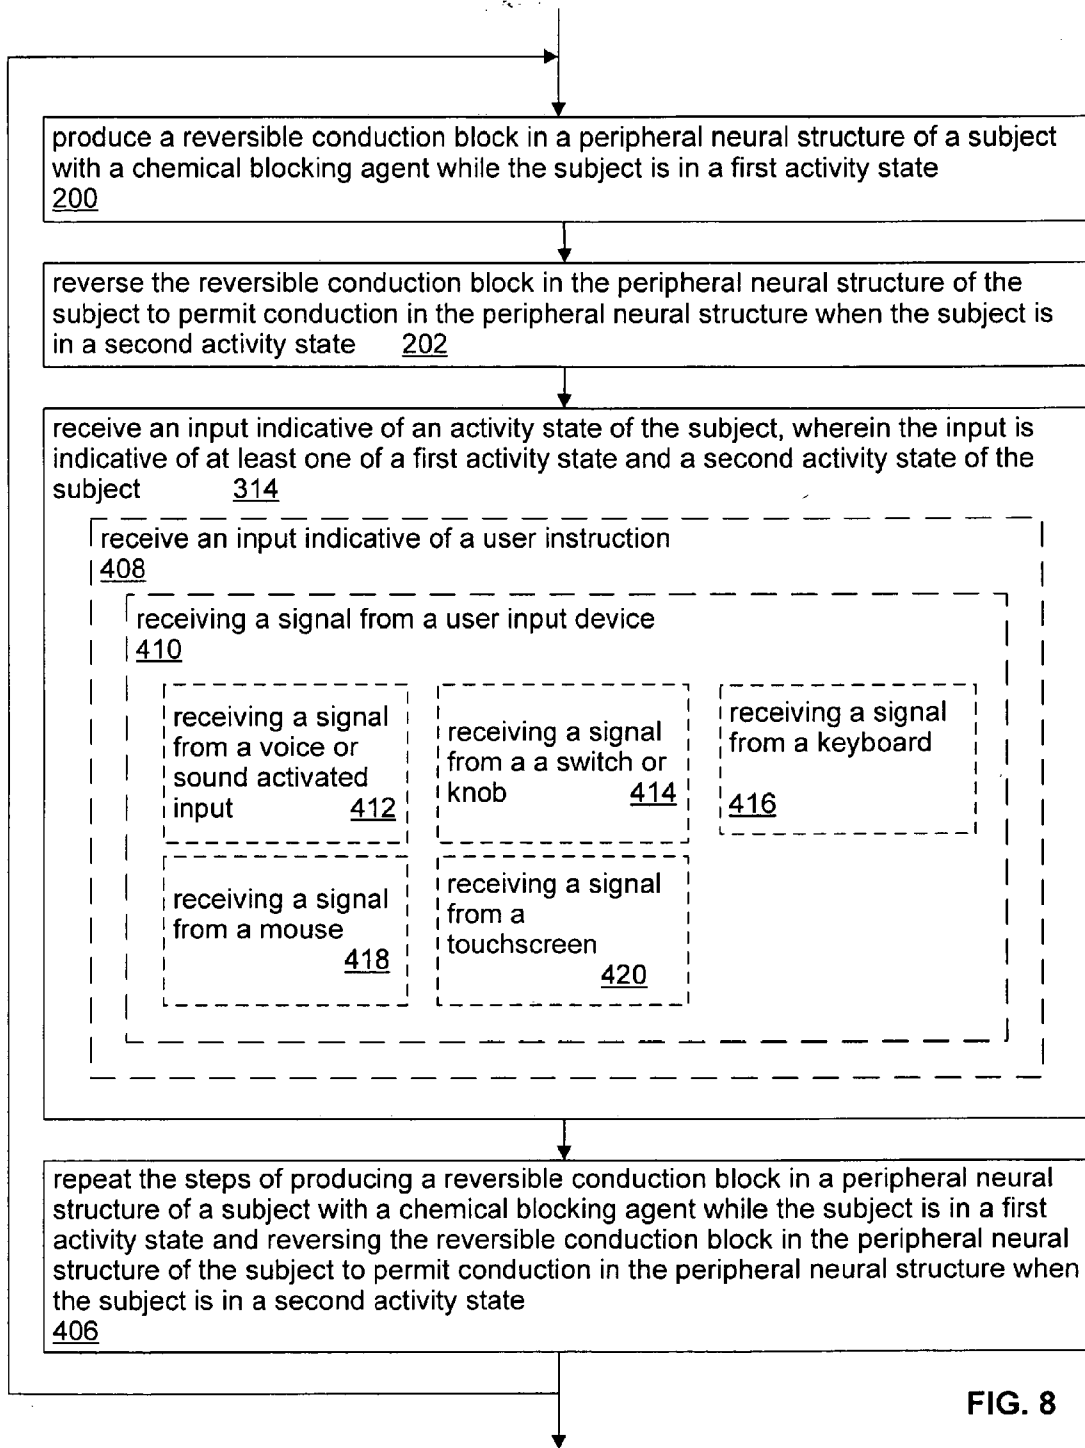 produce a reversible conduction block in a peripheral neural structure of a subject
with a chemical blocking agent while the subject is in a first activity state
200
reverse the reversible conduction block in the peripheral neural structure of the
subject to permit conduction in the peripheral neural structure when the subject is
in a second activity state 202
receive an input indicative of an activity state of the subject, wherein the input is
indicative of at least one of a first activity state and a second activity state of the
subject 314
receive an input indicative of a user instruction
408
receiving a signal from a user input device
410
receiving a signal
from a voice or
sound activated
input 412
receiving a signal
from a a switch or
knob 414
receiving a signal
from a keyboard
416
receiving a signal
from a mouse
418
receiving a signal
from a
touchscreen
420
repeat the steps of producing a reversible conduction block in a peripheral neural
structure of a subject with a chemical blocking agent while the subject is in a first
activity state and reversing the reversible conduction block in the peripheral neural
structure of the subject to permit conduction in the peripheral neural structure when
the subject is in a second activity state
406
FIG. 8